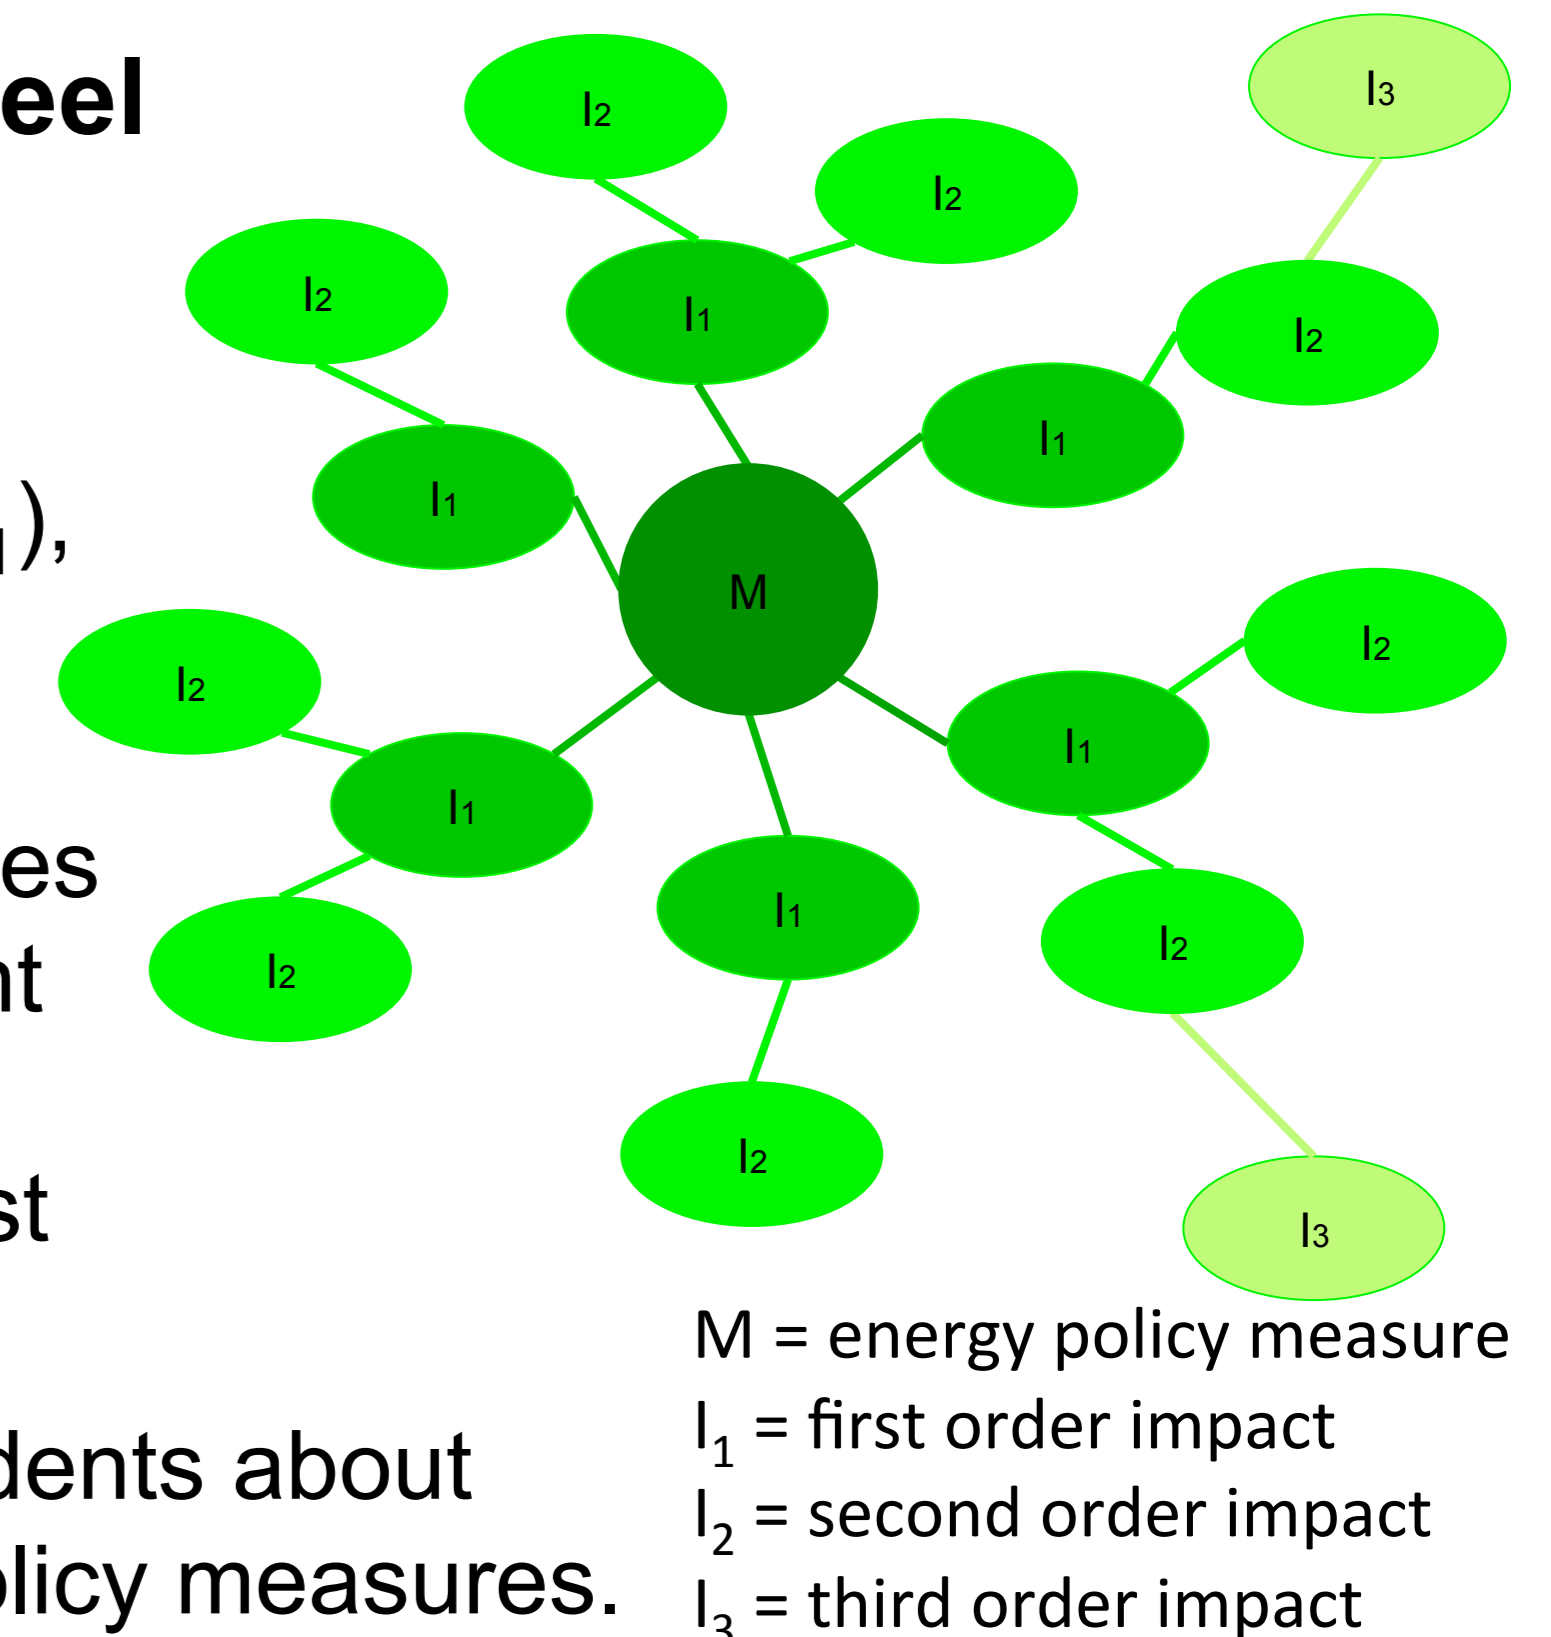 eel
),
es
nt
st
dents about
olicy measures.
I3
I2
I2
I2
I2
I1
I1
I1
M
I2
I2
I1
I1
I1
I2
I2
I2
I3
M = energy policy measure
I1 = first order impact
I2 = second order impact
I3 = third order impact